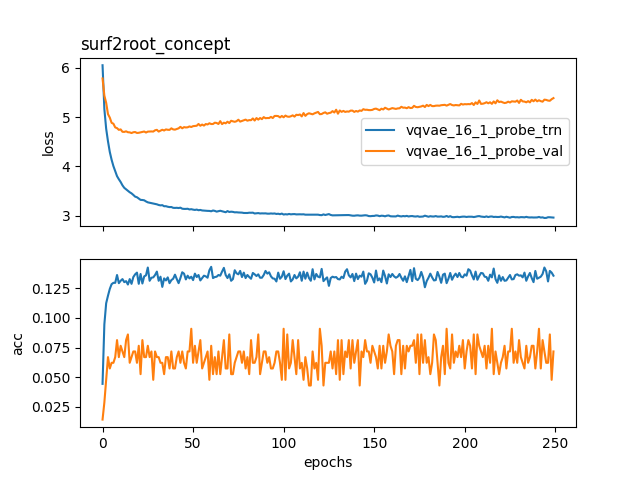 surf2root_concept
6
5
4
3
loss
vqvae_16_1_probe_trn
vqvae_16_1_probe_val
0.125
0.100
0.075
0.050
0.025
acc
0 50 100 150 200 250
epochs